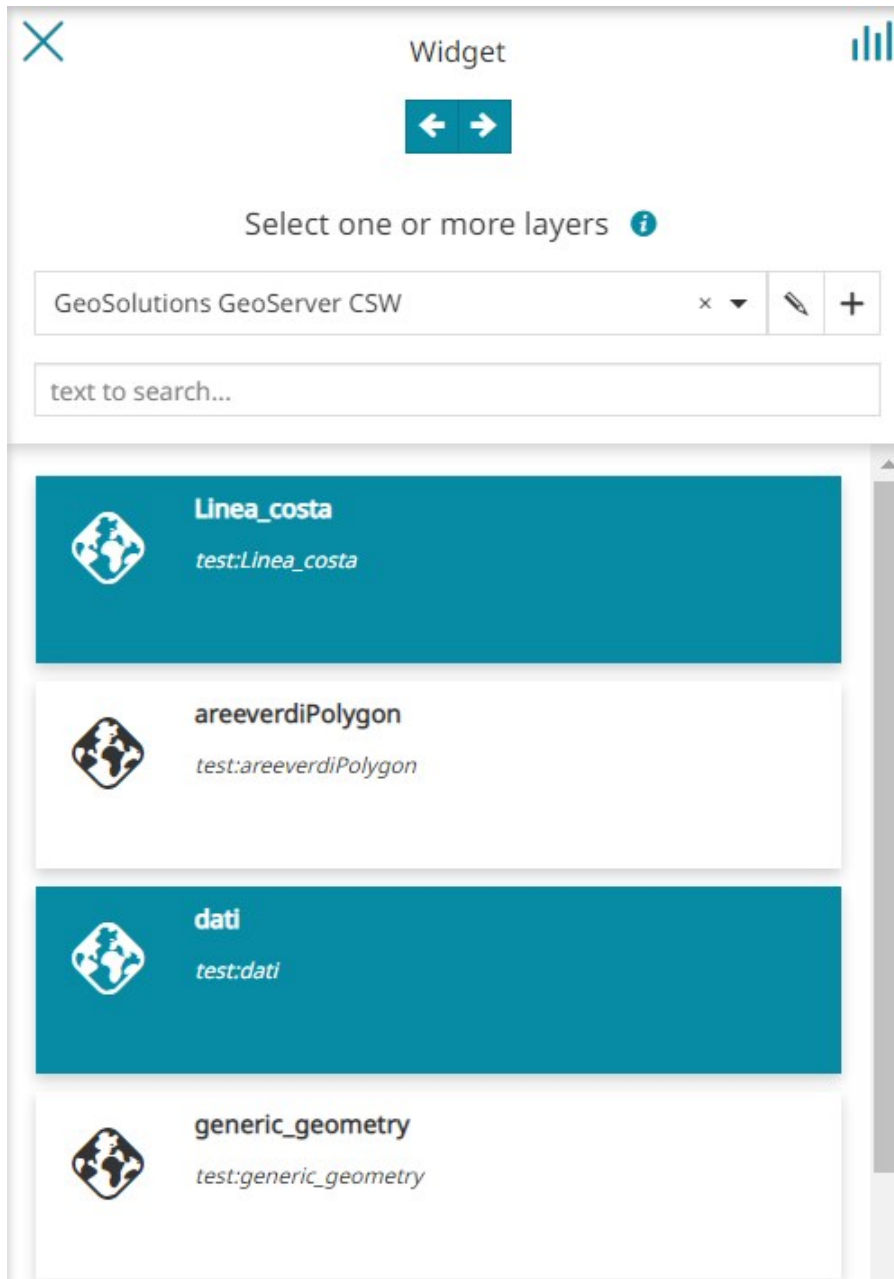 Widget
Select one or more layers
GeoSolutions GeoServer CSW
text to search...
Linea_costa
test:Linea_costa
areeverdiPolygon
test:areeverdiPolygon
dati
test:dati
generic_geometry
test:generic_geometry